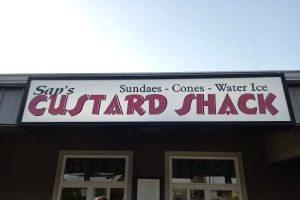 Sap's Sundaes - Cones - Water Ice
CUSTARD SHACK